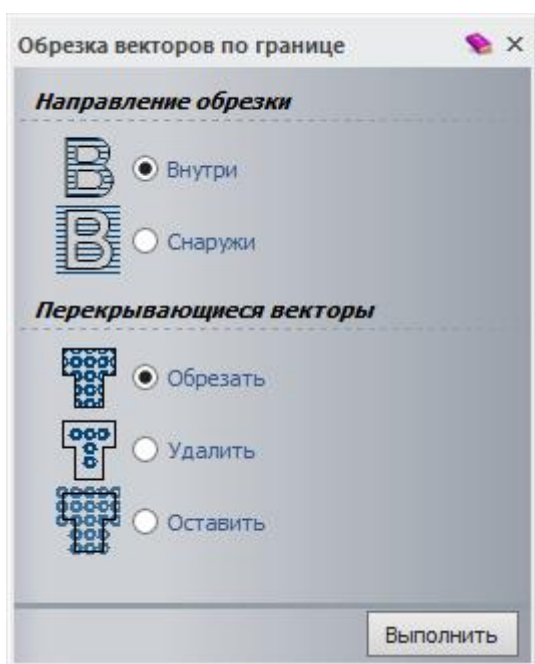 Обрезка векторов по границе
Направление обрезки
Внутри
Снаружи
Перекрывающиеся векторы
Обрезать
Удалить
Оставить
Выполнить